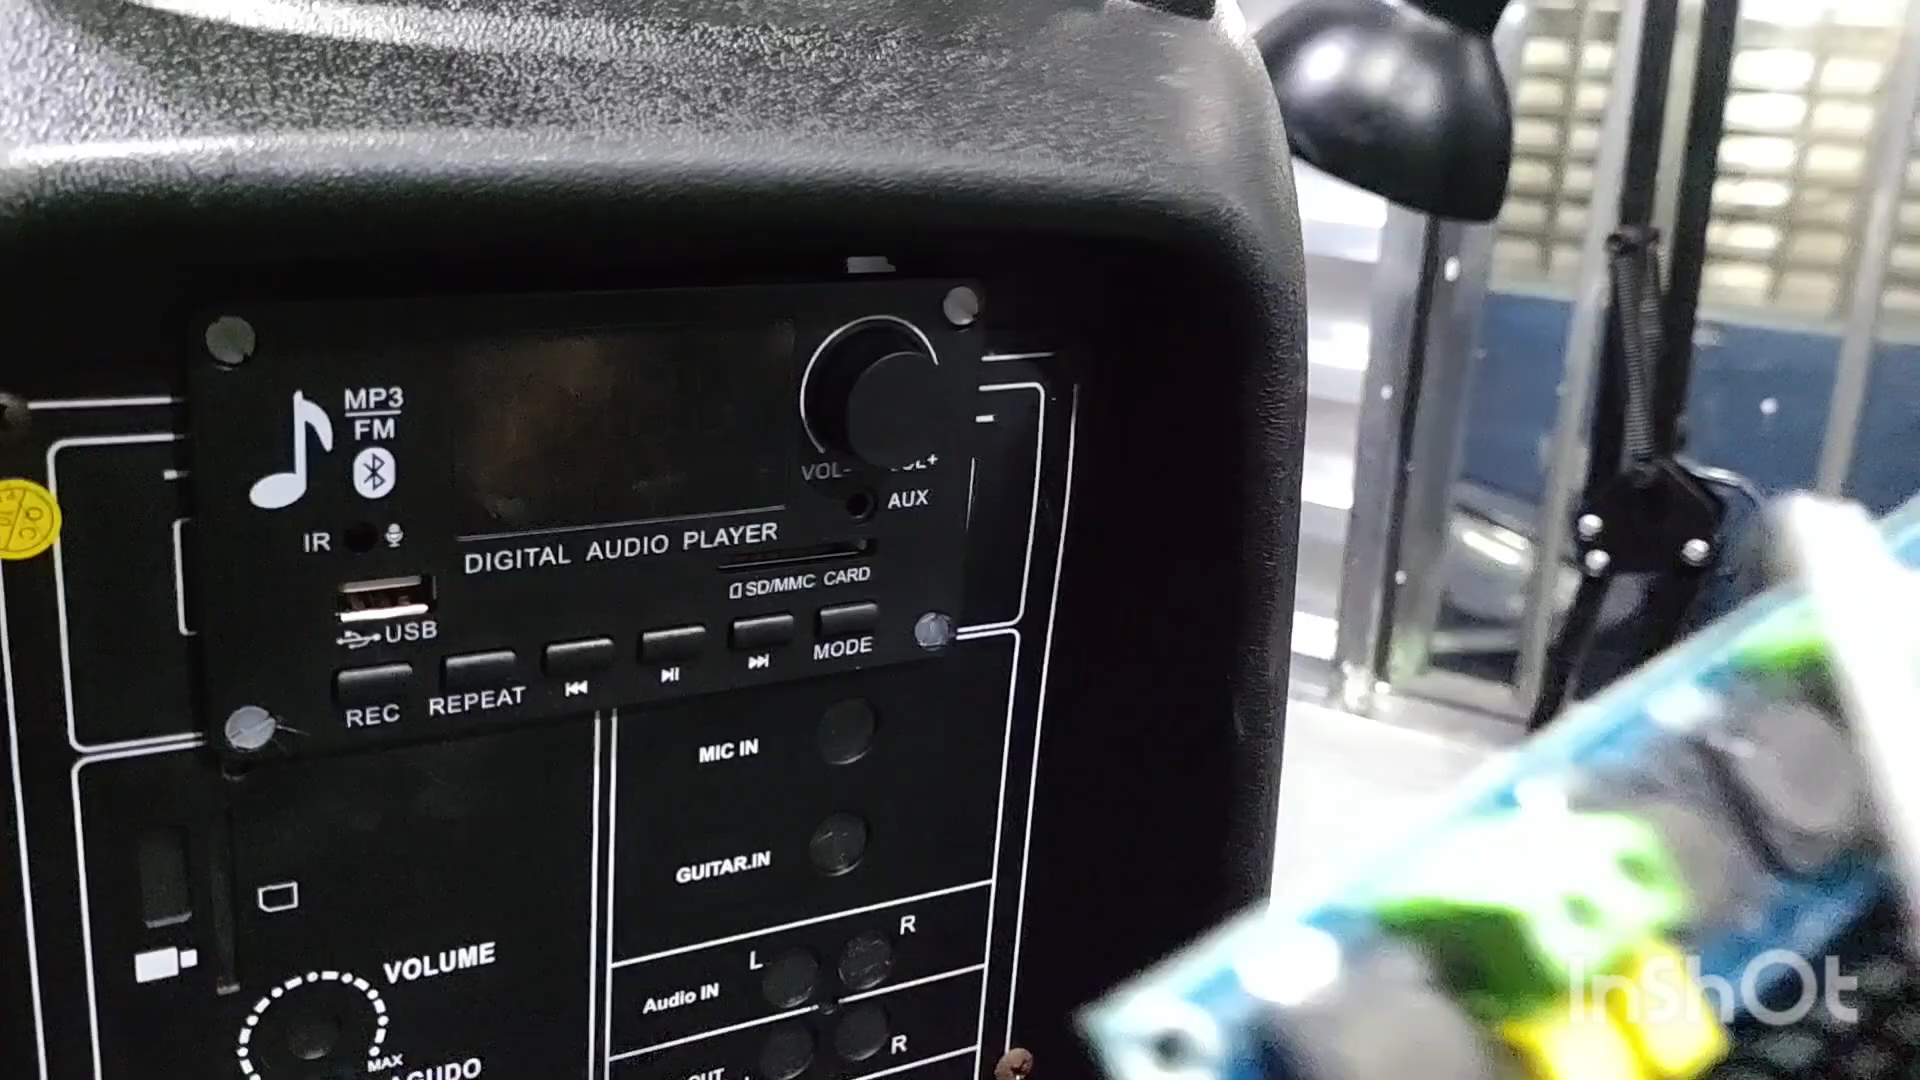 MP3
FM
VOL-
AUX
IR
DIGITAL AUDIO PLAYER
SD/MMC CARD
USB
REC
REPEAT
MODE
MIC IN
GUITAR.IN
VOLUME
MAX
L
R
Audio IN
R
InShOt